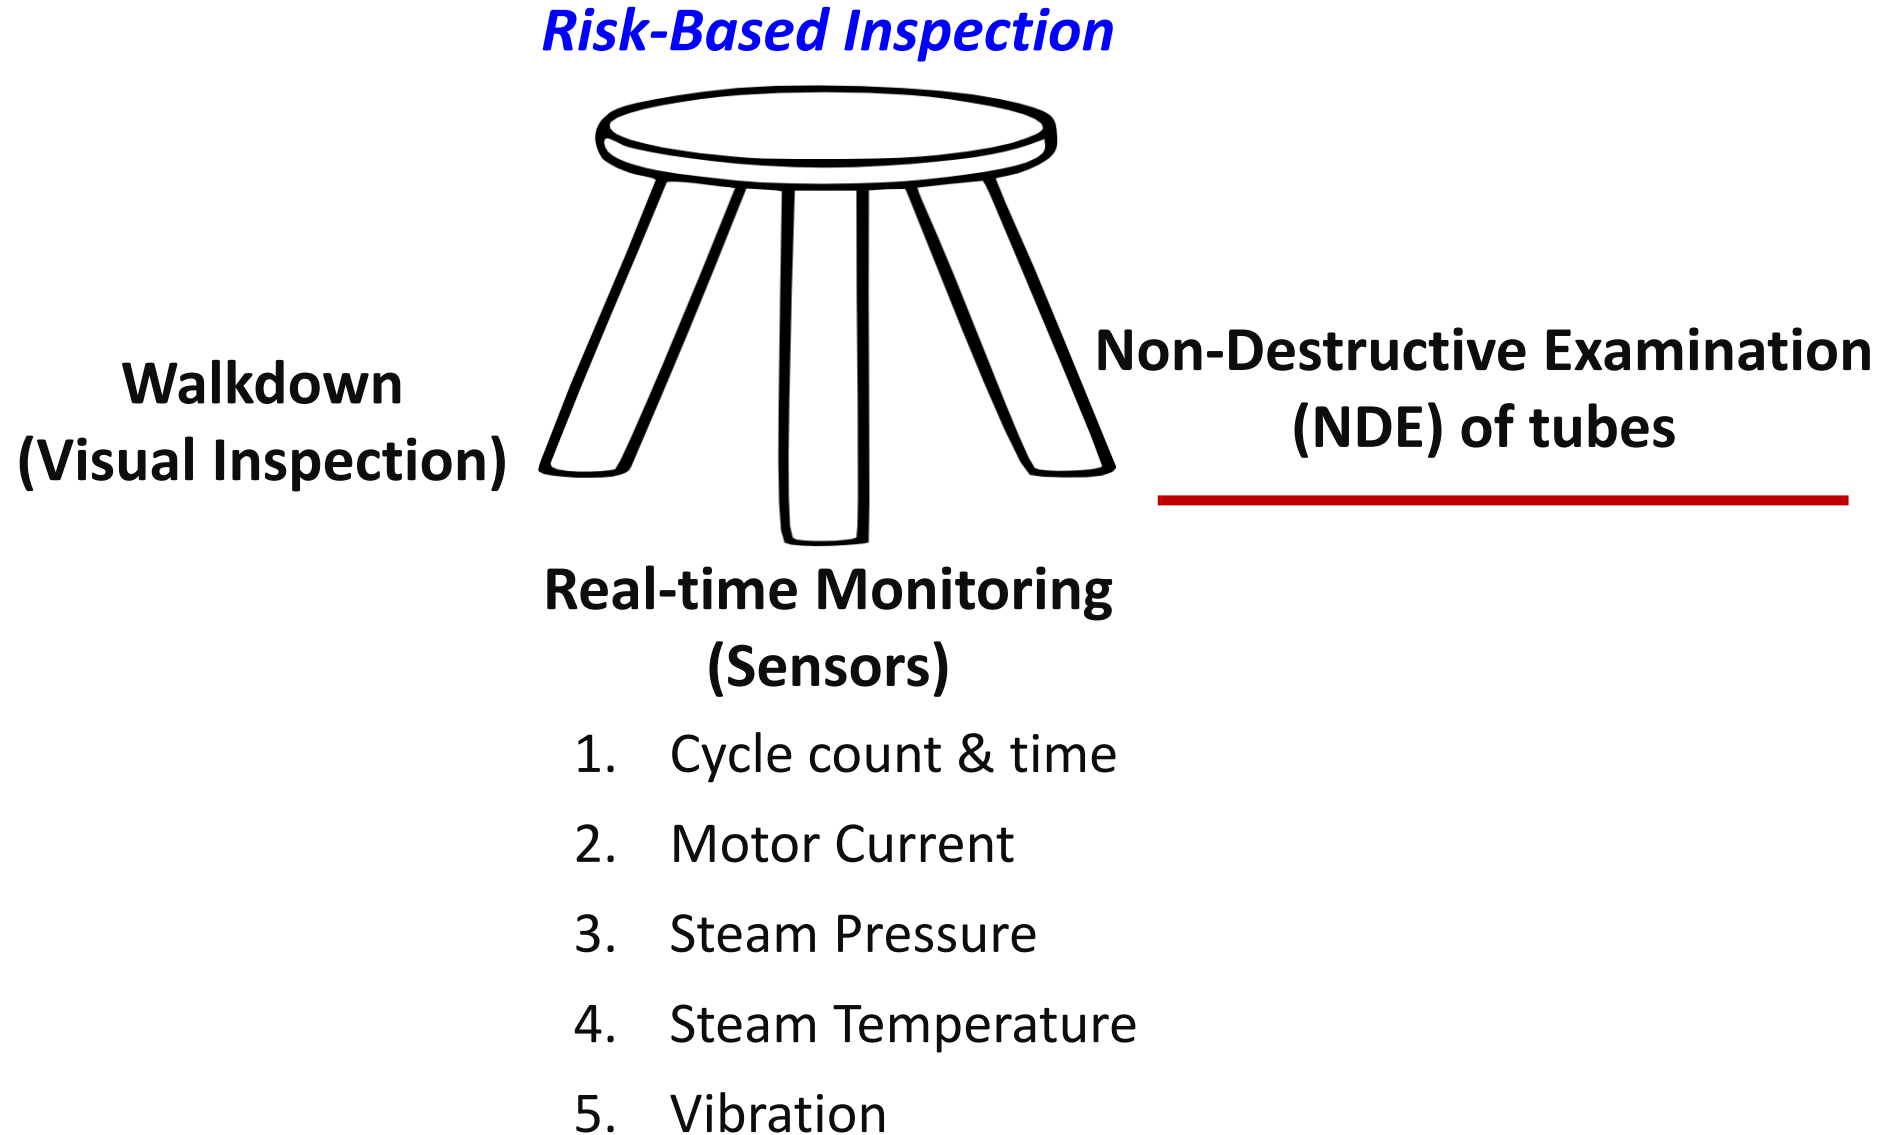 Risk-Based Inspection
Walkdown
(Visual Inspection)
Non-Destructive Examination
(NDE) of tubes
Real-time Monitoring
(Sensors)
1. Cycle count & time
2. Motor Current
3. Steam Pressure
4. Steam Temperature
5. Vibration